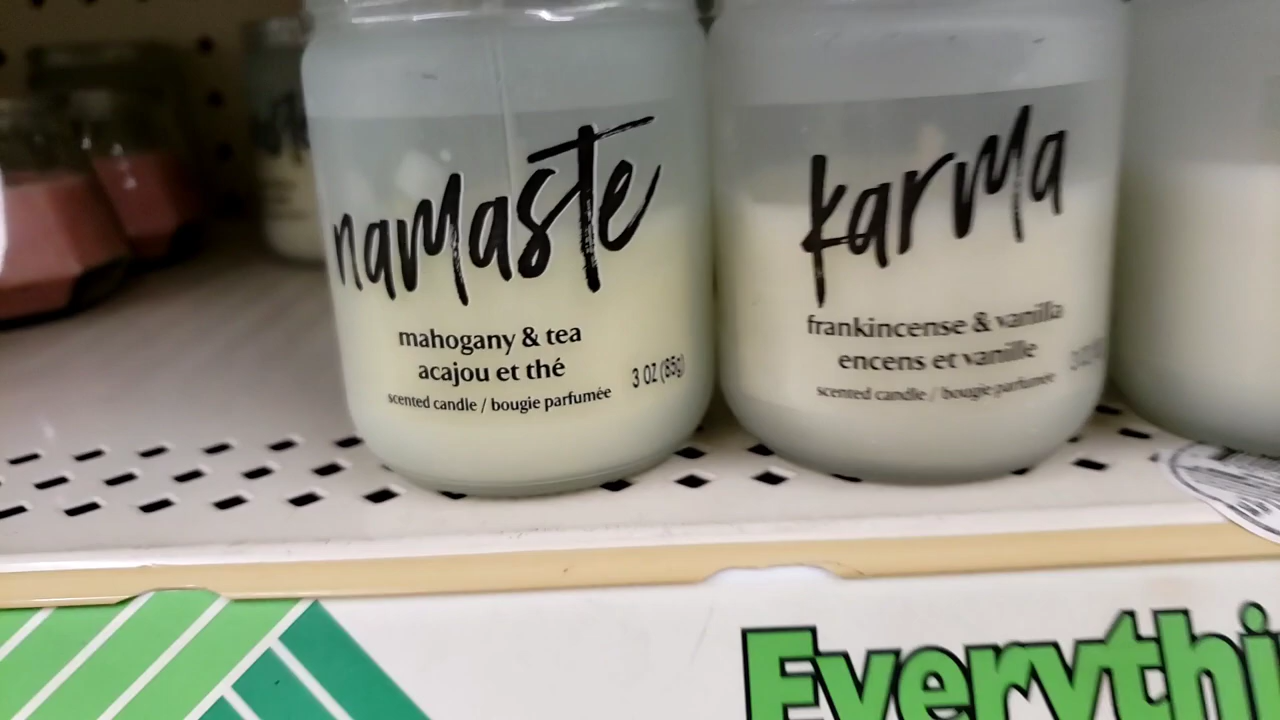 namaste
mahogany & tea
acajou et thé
scented candle / bougie parfumée
3 OZ (85g)
karma
frankincense & vanilla
encens et vanille
scented candle / bougie parfumée
Everythi